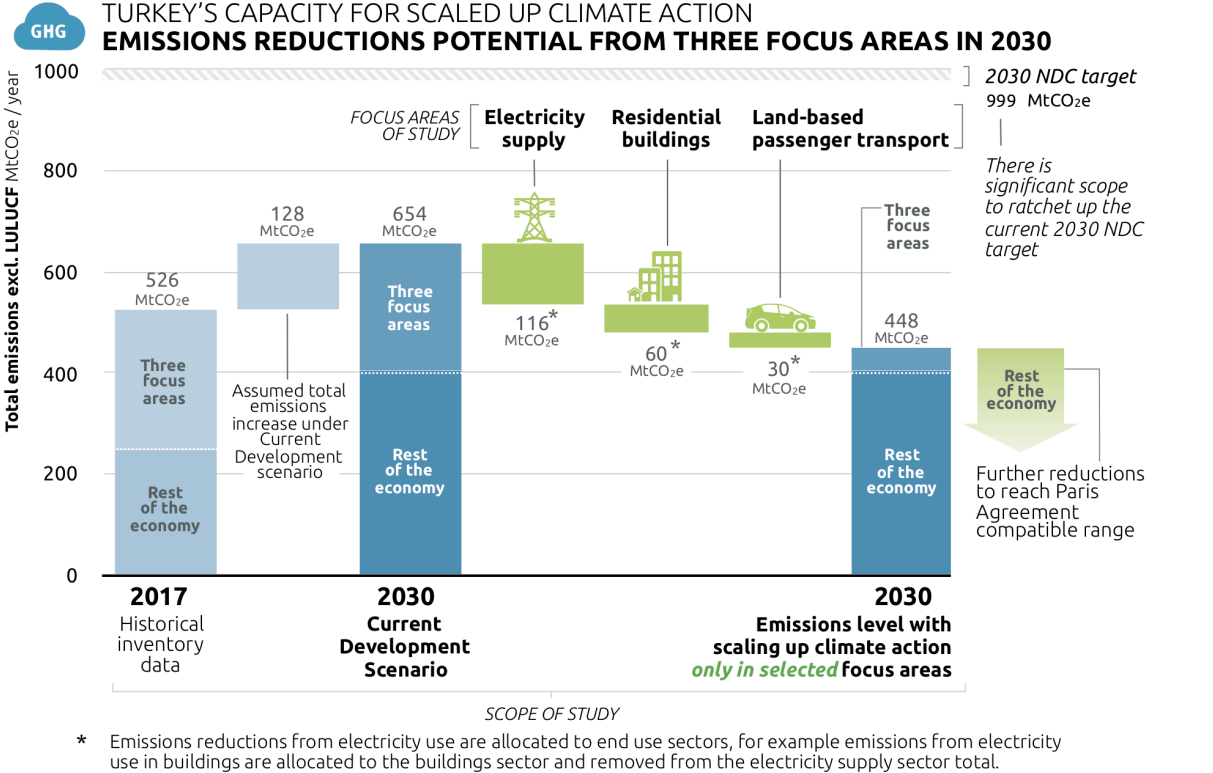 GHG
TURKEY'S CAPACITY FOR SCALED UP CLIMATE ACTION
EMISSIONS REDUCTIONS POTENTIAL FROM THREE FOCUS AREAS IN 2030
Total emissions excl. LULUCF MtCO₂e / year
1000
800
600
400
200
0
2030 NDC target
999 MtCO₂e
There is
significant scope
to ratchet up the
current 2030 NDC
target
FOCUS AREAS
OF STUDY
Electricity
supply
Residential
buildings
Land-based
passenger transport
526
MtCO₂e
Three
focus
areas
Rest
of the
economy
128
MtCO₂e
Assumed total
emissions
increase under
Current
Development
scenario
654
MtCO₂e
Three
focus
areas
Rest
of the
economy
116*
MtCO₂e
60*
MtCO₂e
30*
MtCO₂e
Three
focus
areas
448
MtCO₂e
Rest
of the
economy
Rest
of the
economy
Further reductions
to reach Paris
Agreement
compatible range
2017
Historical
inventory
data
2030
Current
Development
Scenario
2030
Emissions level with
scaling up climate action
only in selected focus areas
SCOPE OF STUDY
* Emissions reductions from electricity use are allocated to end use sectors, for example emissions from electricity
use in buildings are allocated to the buildings sector and removed from the electricity supply sector total.